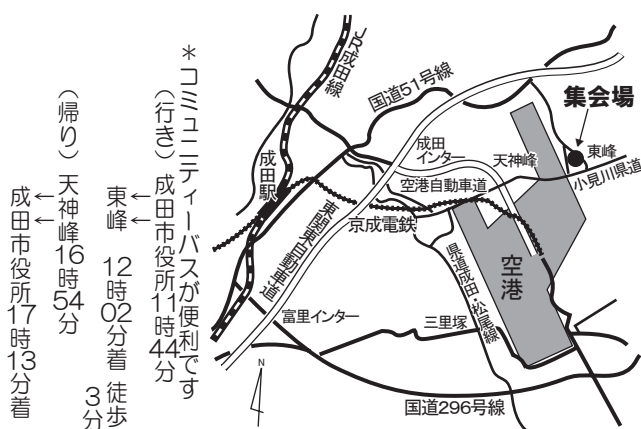 ＊コミュニティーバスが便利です
（行き）成田市役所11時44分
↓↓
東峰　12時02分着 徒歩3分
（帰り）天神峰16時54分
↓↓
成田市役所17時13分着
JR成田線
国道51号線
集会場
成田インター
天神峰
東峰
小見川県道
成田駅
空港自動車道
京成電鉄
東関東自動車道
県道成田・松尾線
空港
富里インター
三里塚
N
国道296号線